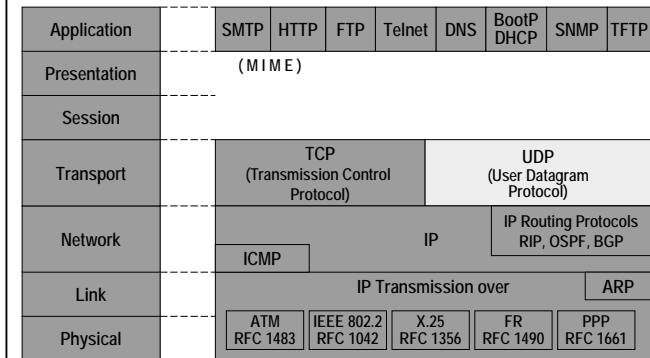 Application
SMTP HTTP FTP Telnet DNS BootP DHCP SNMP TFTP
Presentation
(MIME)
Session
Transport
TCP
(Transmission Control
Protocol)
UDP
(User Datagram
Protocol)
Network
IP
IP Routing Protocols
RIP, OSPF, BGP
ICMP
Link
IP Transmission over
ARP
Physical
ATM
RFC 1483
IEEE 802.2
RFC 1042
X.25
RFC 1356
FR
RFC 1490
PPP
RFC 1661